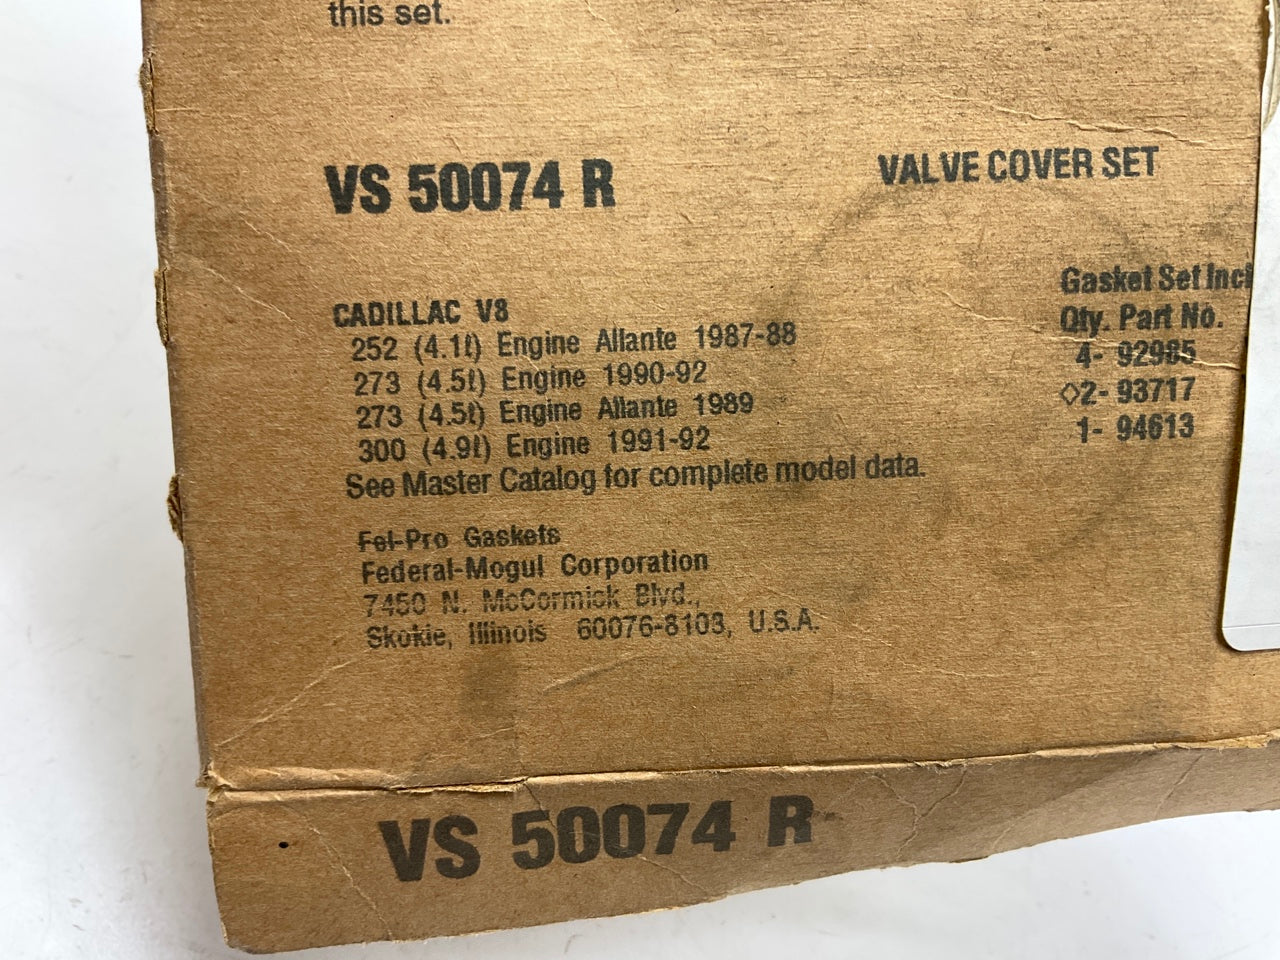 this set.
VS 50074 R
VALVE COVER SET
CADILLAC V8
252 (4.1ℓ) Engine Allante 1987-88
273 (4.5ℓ) Engine 1990-92
273 (4.5ℓ) Engine Allante 1989
300 (4.9ℓ) Engine 1991-92
See Master Catalog for complete model data.
Gasket Set Incl
Qty. Part No.
4- 92985
◇2- 93717
1- 94613
Fel-Pro Gaskets
Federal-Mogul Corporation
7450 N. McCormick Blvd.,
Skokie, Illinois 60076-8103, U.S.A.
VS 50074 R